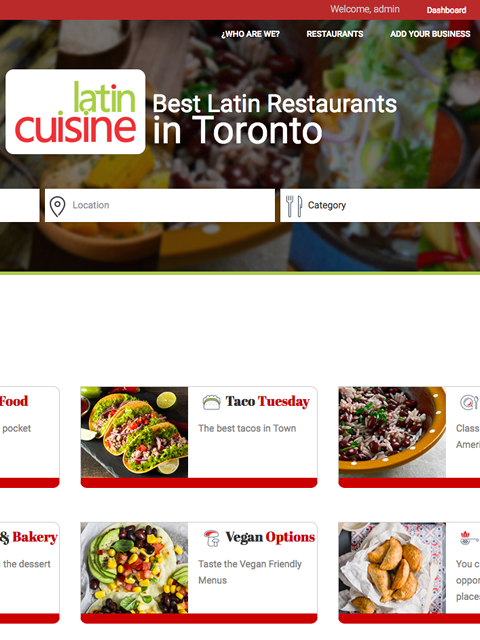 Welcome, admin Dashboard
¿WHO ARE WE? RESTAURANTS ADD YOUR BUSINESS
latin
cuisine
Best Latin Restaurants
in Toronto
Location Category
Food
pocket
Taco Tuesday
The best tacos in Town
Class
Ameri
& Bakery
the dessert
Vegan Options
Taste the Vegan Friendly
Menus
You c
oppor
places